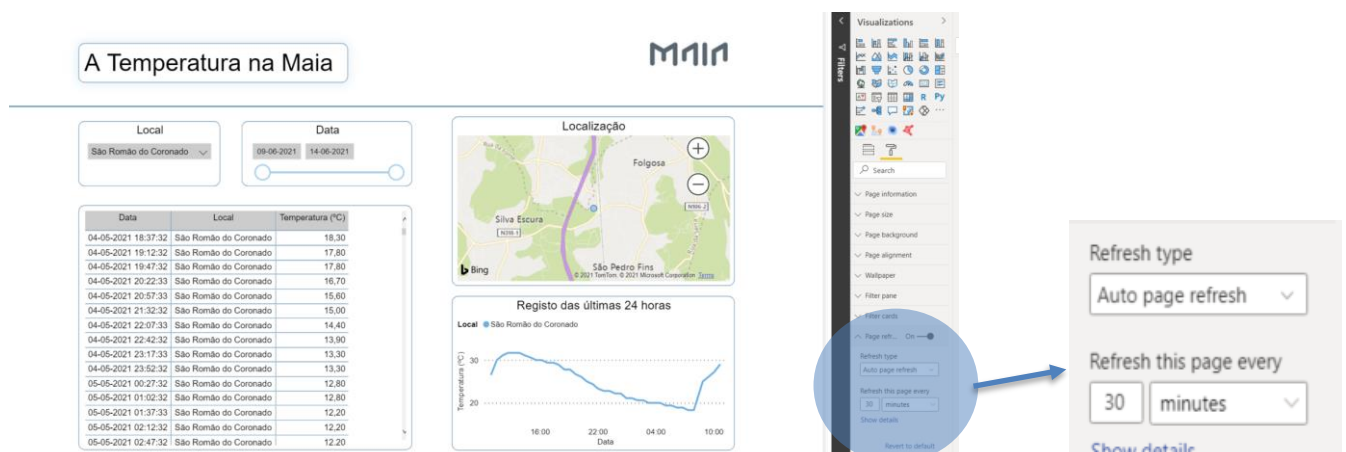 A Temperatura na Maia
MAIA
Local
São Romão do Coronado
Data
09-06-2021 14-06-2021
Data Local Temperatura (ºC)
04-05-2021 18:37:32 São Romão do Coronado 18,30
04-05-2021 19:12:32 São Romão do Coronado 17,80
04-05-2021 19:47:32 São Romão do Coronado 17,80
04-05-2021 20:22:33 São Romão do Coronado 16,70
04-05-2021 20:57:33 São Romão do Coronado 15,60
04-05-2021 21:32:32 São Romão do Coronado 15,00
04-05-2021 22:07:33 São Romão do Coronado 14,40
04-05-2021 22:42:32 São Romão do Coronado 13,90
04-05-2021 23:17:33 São Romão do Coronado 13,30
04-05-2021 23:52:32 São Romão do Coronado 13,30
05-05-2021 00:27:32 São Romão do Coronado 12,80
05-05-2021 01:02:32 São Romão do Coronado 12,80
05-05-2021 01:37:33 São Romão do Coronado 12,20
05-05-2021 02:12:32 São Romão do Coronado 12,20
05-05-2021 02:47:32 São Romão do Coronado 12,20
Localização
Folgosa
Silva Escura
São Pedro Fins
Bing
© 2021 TomTom, © 2021 Microsoft Corporation Terms
Registo das últimas 24 horas
Local São Romão do Coronado
Temperatura (ºC)
30
20
16:00 22:00 04:00 10:00
Data
Filters
Visualizations
R Py
Search
Page information
Page size
Page background
Page alignment
Wallpaper
Filter pane
Filter cards
Page refr... On
Refresh type
Auto page refresh
Refresh this page every
30 minutes
Show details
Revert to default
Refresh type
Auto page refresh
Refresh this page every
30 minutes
Show details